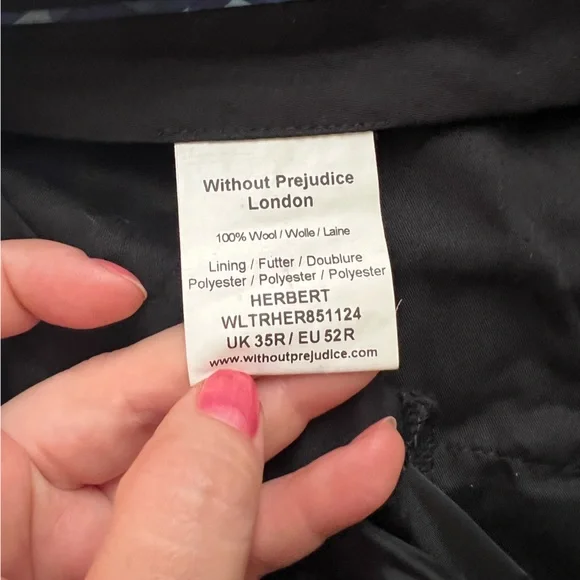 Without Prejudice
London
100% Wool / Wolle / Laine
Lining / Futter / Doublure
Polyester / Polyester / Polyester
HERBERT
WLTRHER851124
UK 35R / EU 52R
www.withoutprejudice.com